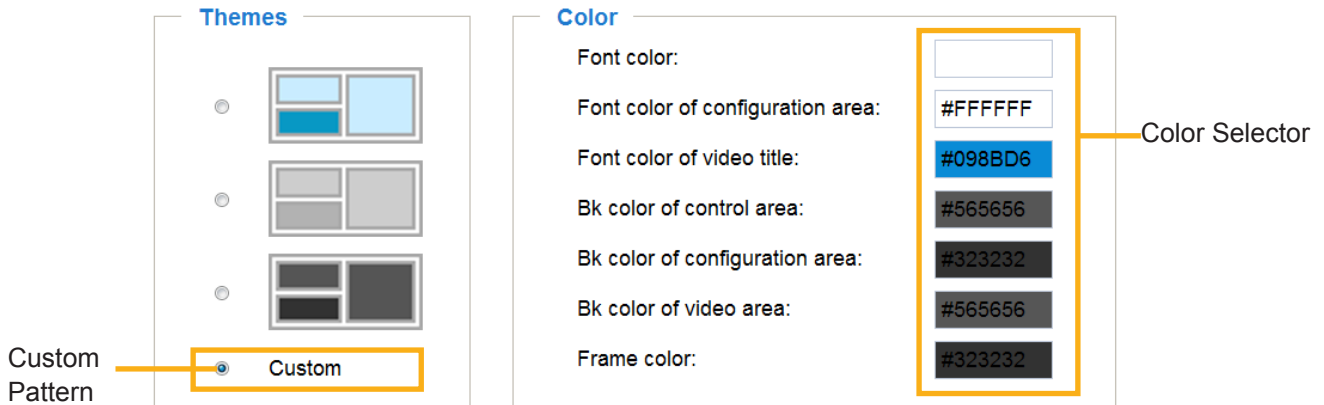 Themes
Custom
Custom
Pattern
Color
Font color:
Font color of configuration area: #FFFFFF
Font color of video title: #098BD6
Bk color of control area: #565656
Bk color of configuration area: #323232
Bk color of video area: #565656
Frame color: #323232
Color Selector